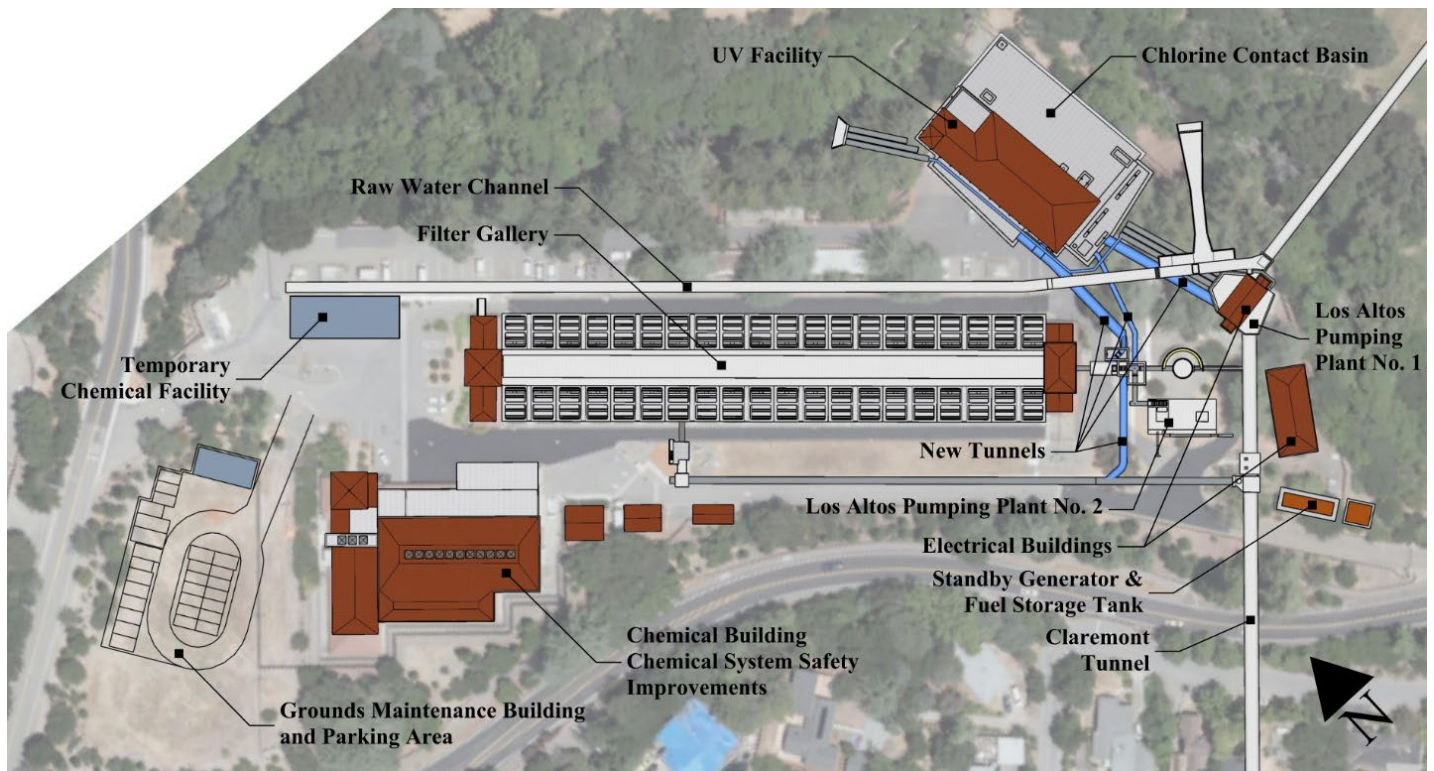 UV Facility
Chlorine Contact Basin
Raw Water Channel
Filter Gallery
Los Altos
Pumping
Plant No. 1
Temporary
Chemical Facility
New Tunnels
Los Altos Pumping Plant No. 2
Electrical Buildings
Standby Generator &
Fuel Storage Tank
Chemical Building
Chemical System Safety
Improvements
Claremont
Tunnel
Grounds Maintenance Building
and Parking Area
N